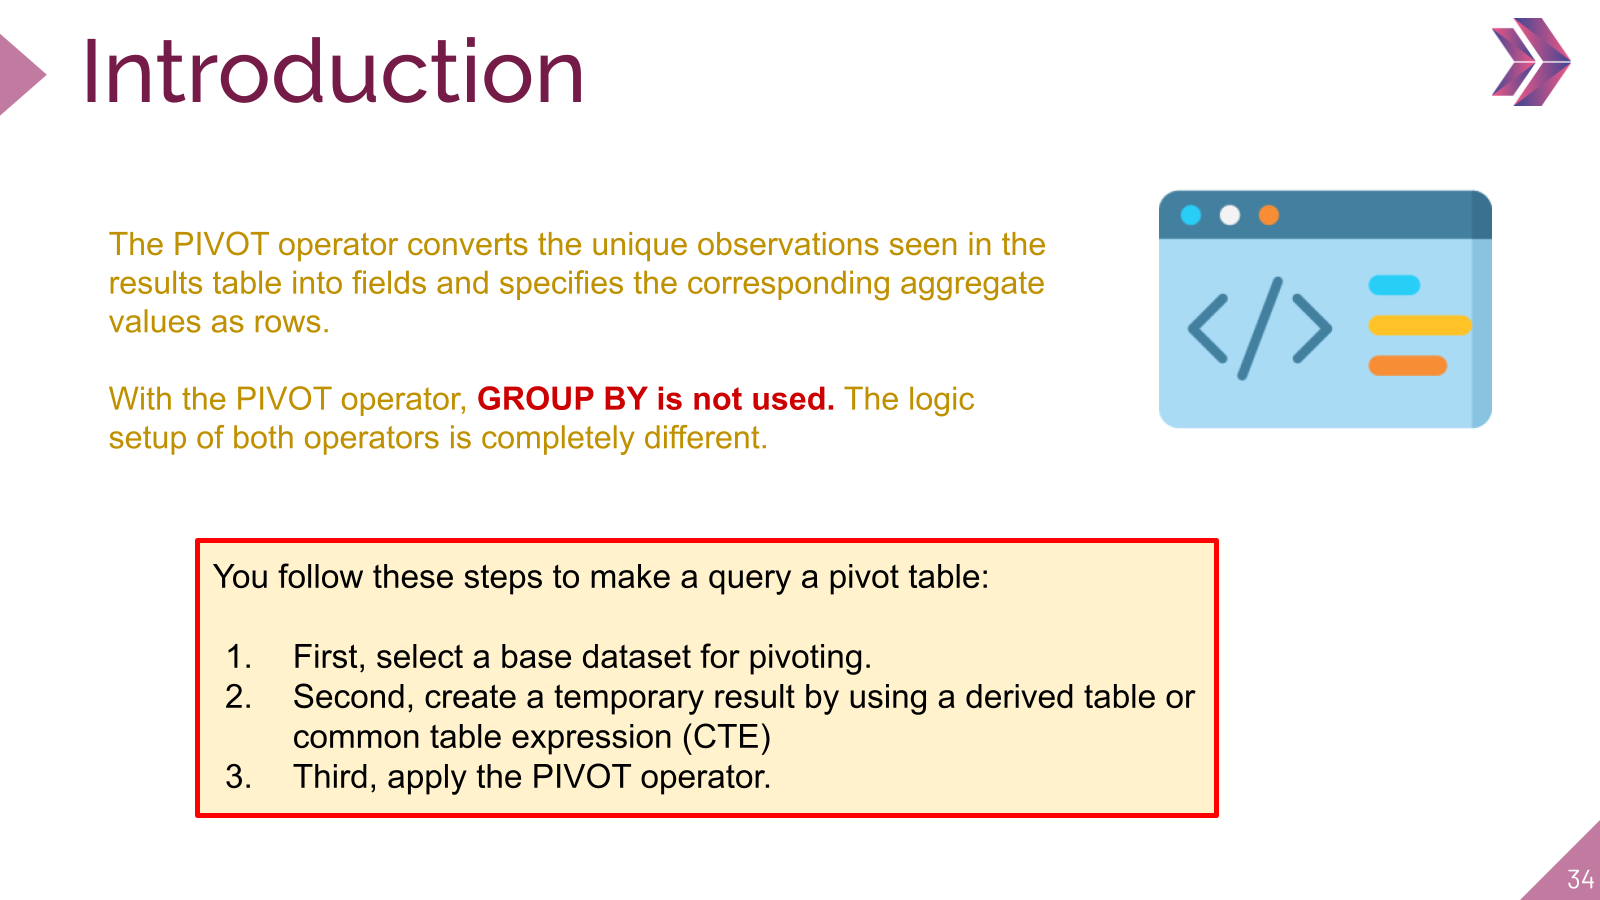 Introduction
The PIVOT operator converts the unique observations seen in the
results table into fields and specifies the corresponding aggregate
values as rows.
With the PIVOT operator, GROUP BY is not used. The logic
setup of both operators is completely different.
</>
You follow these steps to make a query a pivot table:
1. First, select a base dataset for pivoting.
2. Second, create a temporary result by using a derived table or
common table expression (CTE)
3. Third, apply the PIVOT operator.
34